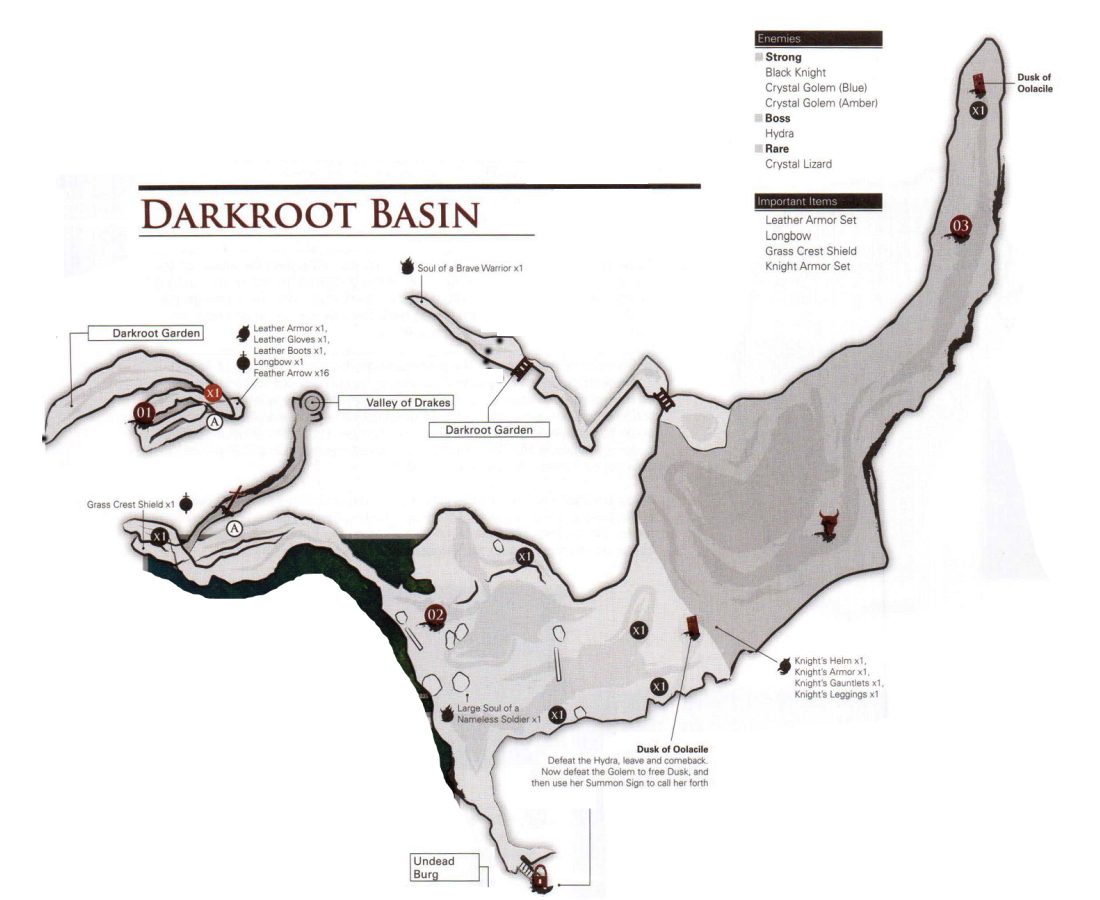 Enemies
Strong
Black Knight
Crystal Golem (Blue)
Crystal Golem (Amber)
Boss
Hydra
Rare
Crystal Lizard
Dusk of
Oolacile
X1
Important Items
Leather Armor Set
Longbow
Grass Crest Shield
Knight Armor Set
03
DARKROOT BASIN
Soul of a Brave Warrior x1
Darkroot Garden
Leather Armor x1,
Leather Gloves x1,
Leather Boots x1,
Longbow x1
Feather Arrow x16
X1
01
A
Valley of Drakes
Darkroot Garden
Grass Crest Shield x1
X1
A
X1
02
X1
X1
X1
Large Soul of a
Nameless Soldier x1
Knight's Helm x1,
Knight's Armor x1,
Knight's Gauntlets x1,
Knight's Leggings x1
Dusk of Oolacile
Defeat the Hydra, leave and comeback.
Now defeat the Golem to free Dusk, and
then use her Summon Sign to call her forth
Undead
Burg